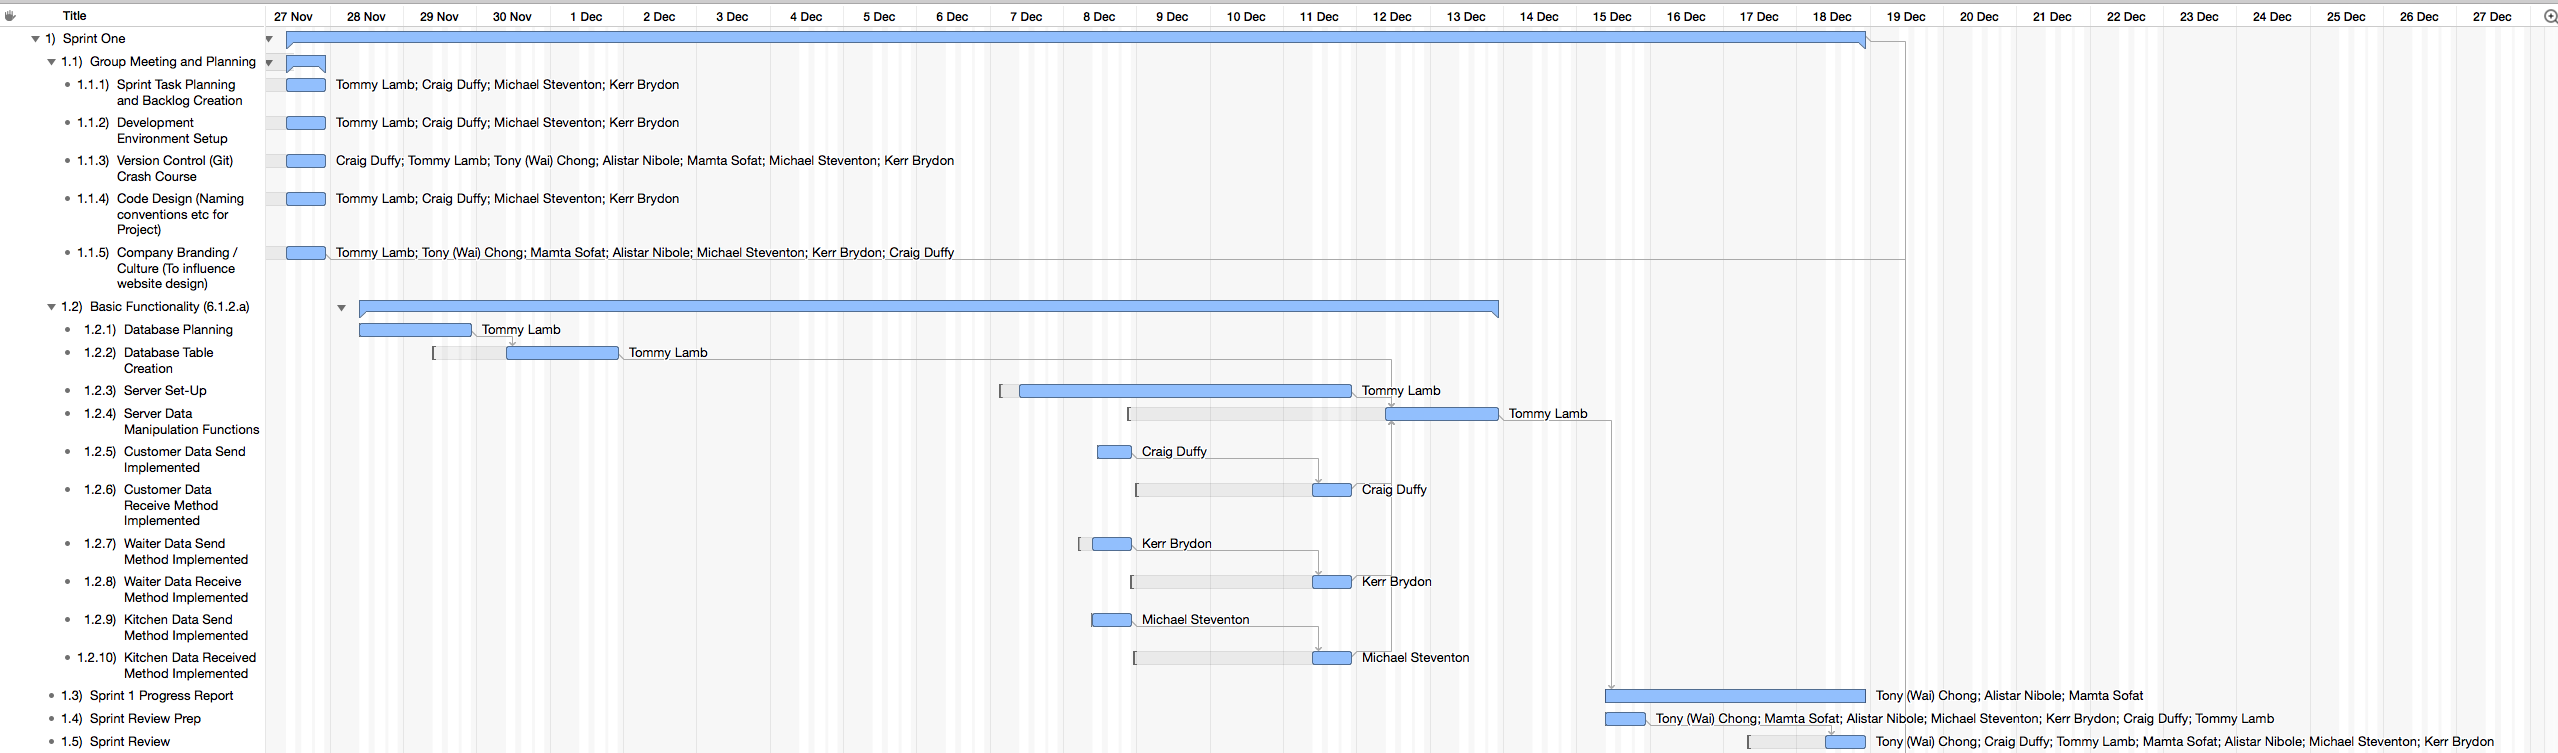 Title 27 Nov 28 Nov 29 Nov 30 Nov 1 Dec 2 Dec 3 Dec 4 Dec 5 Dec 6 Dec 7 Dec 8 Dec 9 Dec 10 Dec 11 Dec 12 Dec 13 Dec 14 Dec 15 Dec 16 Dec 17 Dec 18 Dec 19 Dec 20 Dec 21 Dec 22 Dec 23 Dec 24 Dec 25 Dec 26 Dec 27 Dec
1) Sprint One
1.1) Group Meeting and Planning
1.1.1) Sprint Task Planning Tommy Lamb; Craig Duffy; Michael Steventon; Kerr Brydon
and Backlog Creation
1.1.2) Development Tommy Lamb; Craig Duffy; Michael Steventon; Kerr Brydon
Environment Setup
1.1.3) Version Control (Git) Craig Duffy; Tommy Lamb; Tony (Wai) Chong; Alistar Nibole; Mamta Sofat; Michael Steventon; Kerr Brydon
Crash Course
1.1.4) Code Design (Naming Tommy Lamb; Craig Duffy; Michael Steventon; Kerr Brydon
conventions etc for
Project)
1.1.5) Company Branding / Tommy Lamb; Tony (Wai) Chong; Mamta Sofat; Alistar Nibole; Michael Steventon; Kerr Brydon; Craig Duffy
Culture (To influence
website design)
1.2) Basic Functionality (6.1.2.a)
1.2.1) Database Planning Tommy Lamb
1.2.2) Database Table Tommy Lamb
Creation
1.2.3) Server Set-Up Tommy Lamb
1.2.4) Server Data Tommy Lamb
Manipulation Functions
1.2.5) Customer Data Send Craig Duffy
Implemented
1.2.6) Customer Data Craig Duffy
Receive Method
Implemented
1.2.7) Waiter Data Send Kerr Brydon
Method Implemented
1.2.8) Waiter Data Receive Kerr Brydon
Method Implemented
1.2.9) Kitchen Data Send Michael Steventon
Method Implemented
1.2.10) Kitchen Data Received Michael Steventon
Method Implemented
1.3) Sprint 1 Progress Report Tony (Wai) Chong; Alistar Nibole; Mamta Sofat
1.4) Sprint Review Prep Tony (Wai) Chong; Mamta Sofat; Alistar Nibole; Michael Steventon; Kerr Brydon; Craig Duffy; Tommy Lamb
1.5) Sprint Review Tony (Wai) Chong; Craig Duffy; Tommy Lamb; Mamta Sofat; Alistar Nibole; Michael Steventon; Kerr Brydon